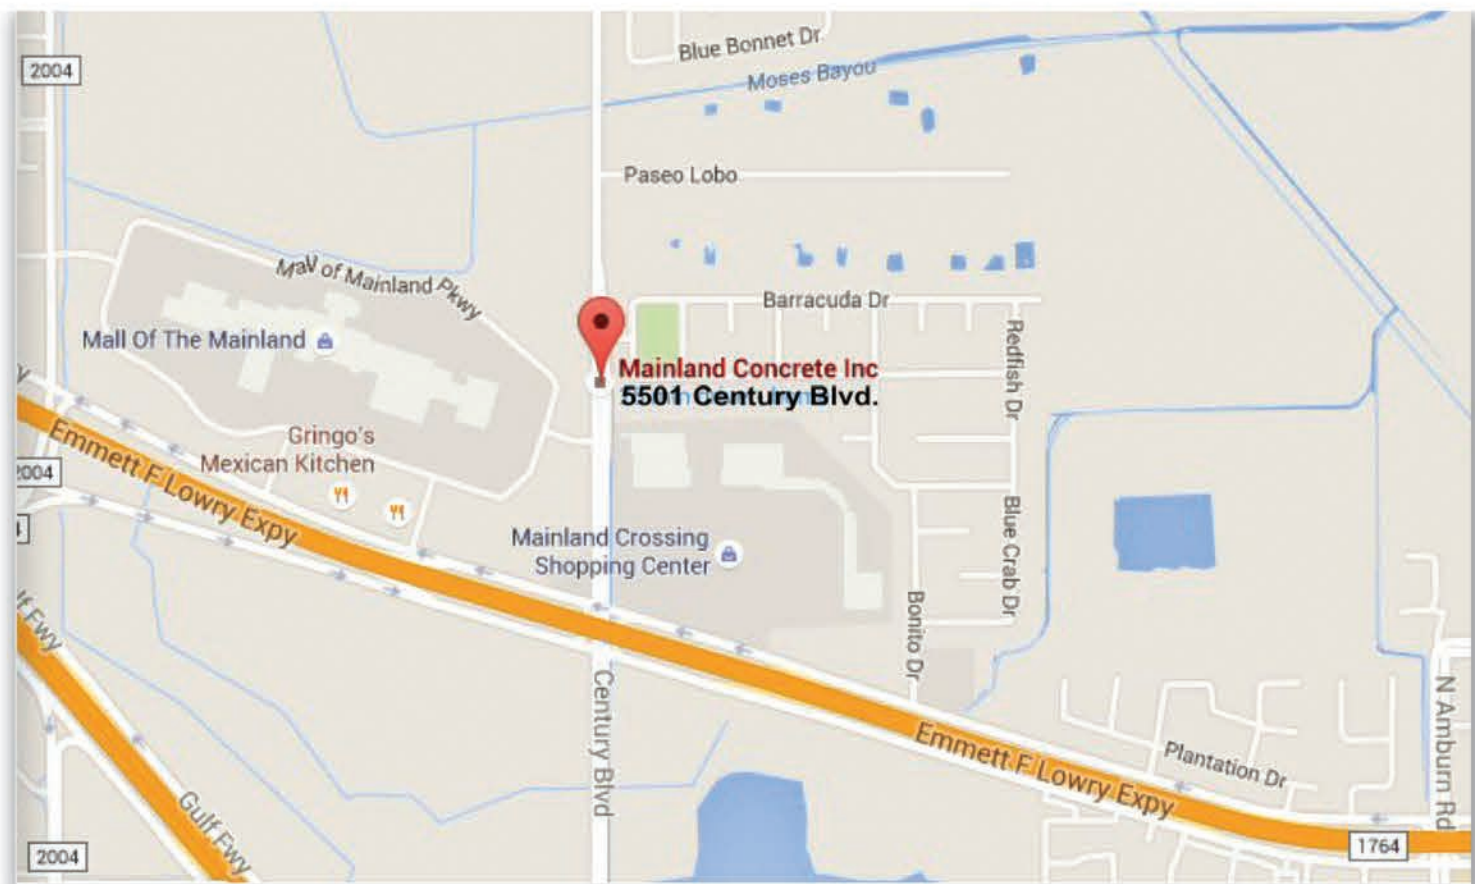 Blue Bonnet Dr
2004
Moses Bayou
Paseo Lobo
Mall of Mainland Pkwy
Barracuda Dr
Mall Of The Mainland
Redfish Dr
Mainland Concrete Inc
5501 Century Blvd.
Gringo's
Mexican Kitchen
Emmett F Lowry Expy
2004
Mainland Crossing
Shopping Center
Blue Crab Dr
Bonito Dr
Century Blvd
N Amburn Rd
Emmett F Lowry Expy
Plantation Dr
Gulf Fwy
1764
2004